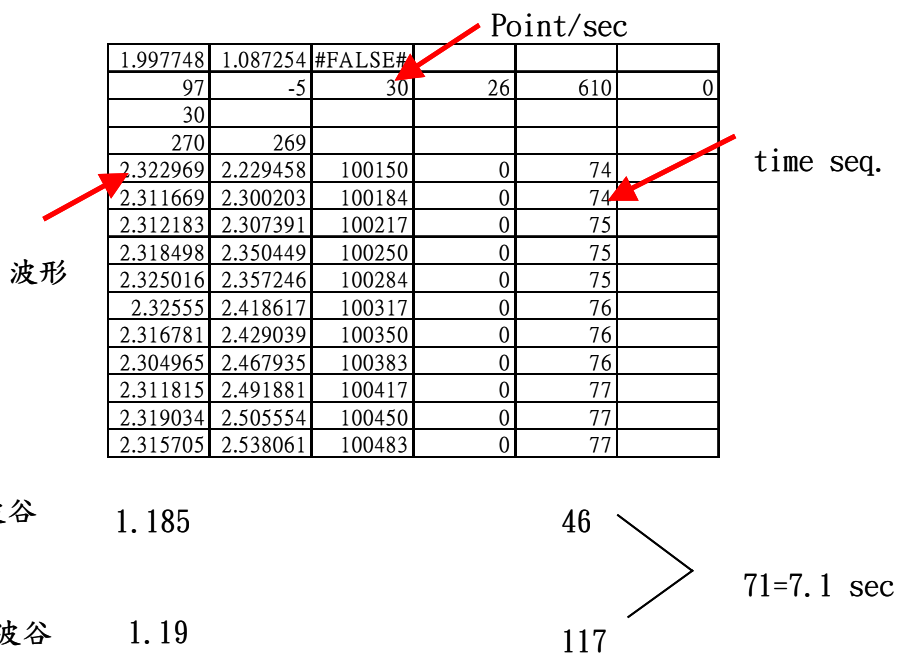 Point/sec
1.997748 1.087254 #FALSE#
97 -5 30 26 610 0
30
270 269
2.322969 2.229458 100150 0 74
time seq.
2.311669 2.300203 100184 0 74
2.312183 2.307391 100217 0 75
2.318498 2.350449 100250 0 75
波形
2.325016 2.357246 100284 0 75
2.32555 2.418617 100317 0 76
2.316781 2.429039 100350 0 76
2.304965 2.467935 100383 0 76
2.311815 2.491881 100417 0 77
2.319034 2.505554 100450 0 77
2.315705 2.538061 100483 0 77
谷 1.185 46
71=7.1 sec
波谷 1.19 117